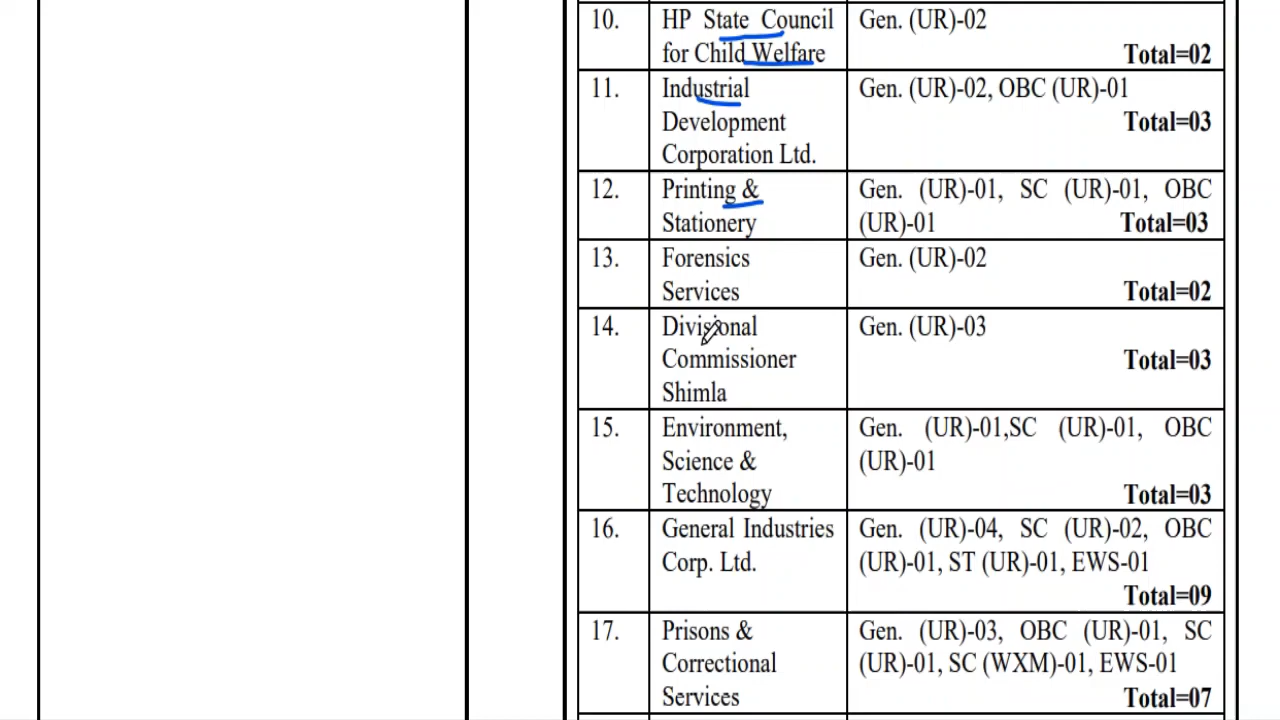 10. HP State Council Gen. (UR)-02
for Child Welfare Total=02
11. Industrial Gen. (UR)-02, OBC (UR)-01
Development Total=03
Corporation Ltd.
12. Printing & Gen. (UR)-01, SC (UR)-01, OBC
Stationery (UR)-01 Total=03
13. Forensics Gen. (UR)-02
Services Total=02
14. Divisional Gen. (UR)-03
Commissioner Total=03
Shimla
15. Environment, Gen. (UR)-01,SC (UR)-01, OBC
Science & (UR)-01
Technology Total=03
16. General Industries Gen. (UR)-04, SC (UR)-02, OBC
Corp. Ltd. (UR)-01, ST (UR)-01, EWS-01
Total=09
17. Prisons & Gen. (UR)-03, OBC (UR)-01, SC
Correctional (UR)-01, SC (WXM)-01, EWS-01
Services Total=07